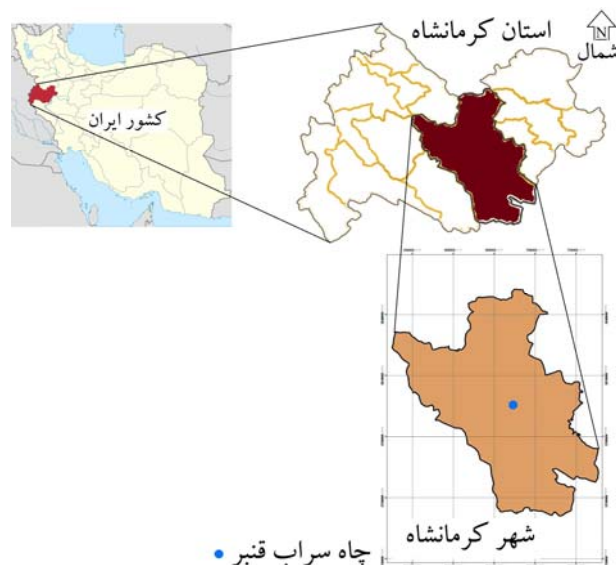 استان کرمانشاه
N
شمال
کشور ایران
شهر کرمانشاه
چاه سراب قنبر